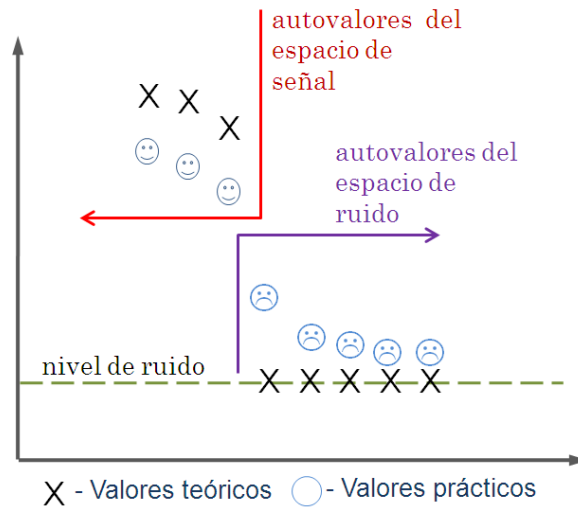 autovalores del
espacio de
señal
autovalores del
espacio de
ruido
nivel de ruido
X - Valores teóricos
- Valores prácticos